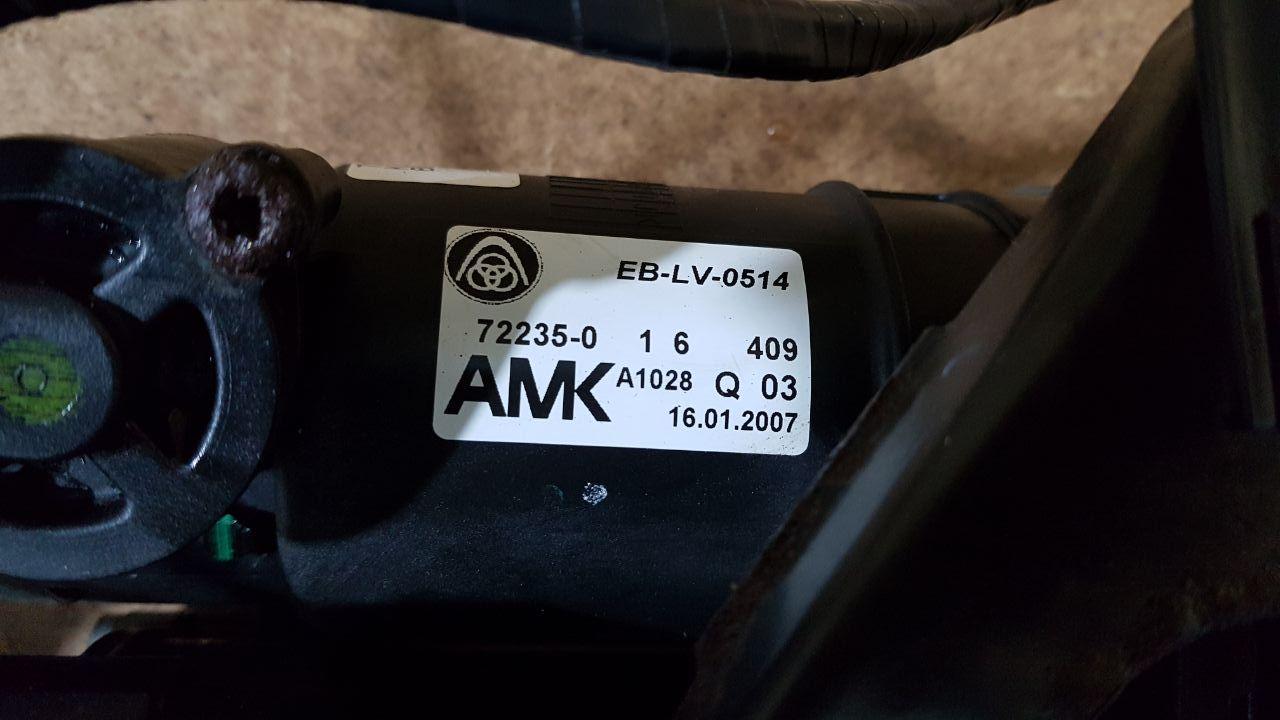 EB-LV-0514
72235-0 1 6 409
AMK A1028 Q 03
16.01.2007